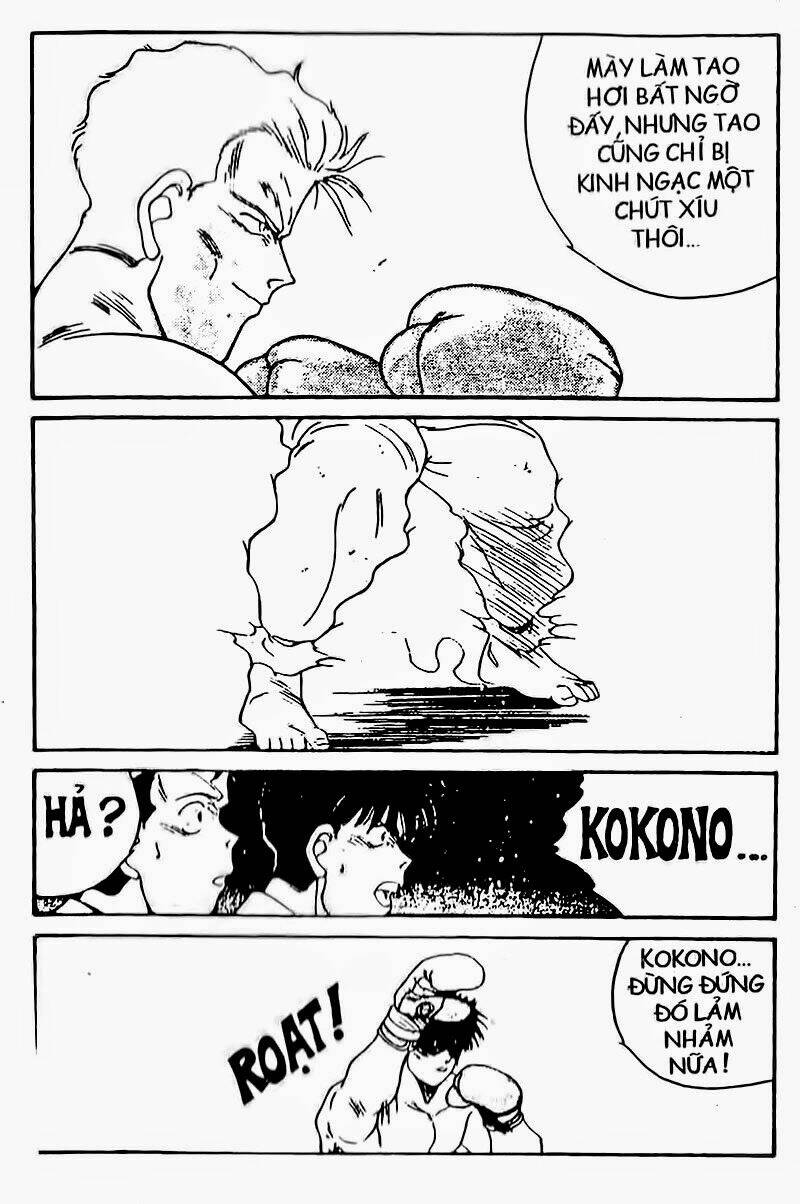 MÀY LÀM TAO
HƠI BẤT NGỜ
ĐẤY, NHƯNG TAO
CŨNG CHỈ BỊ
KINH NGẠC MỘT
CHÚT XÍU
THÔI...
HẢ?
KOKONO...
KOKONO...
ĐỪNG ĐỨNG
ĐÓ LẢM
NHẢM
NỮA!
ROẠT!